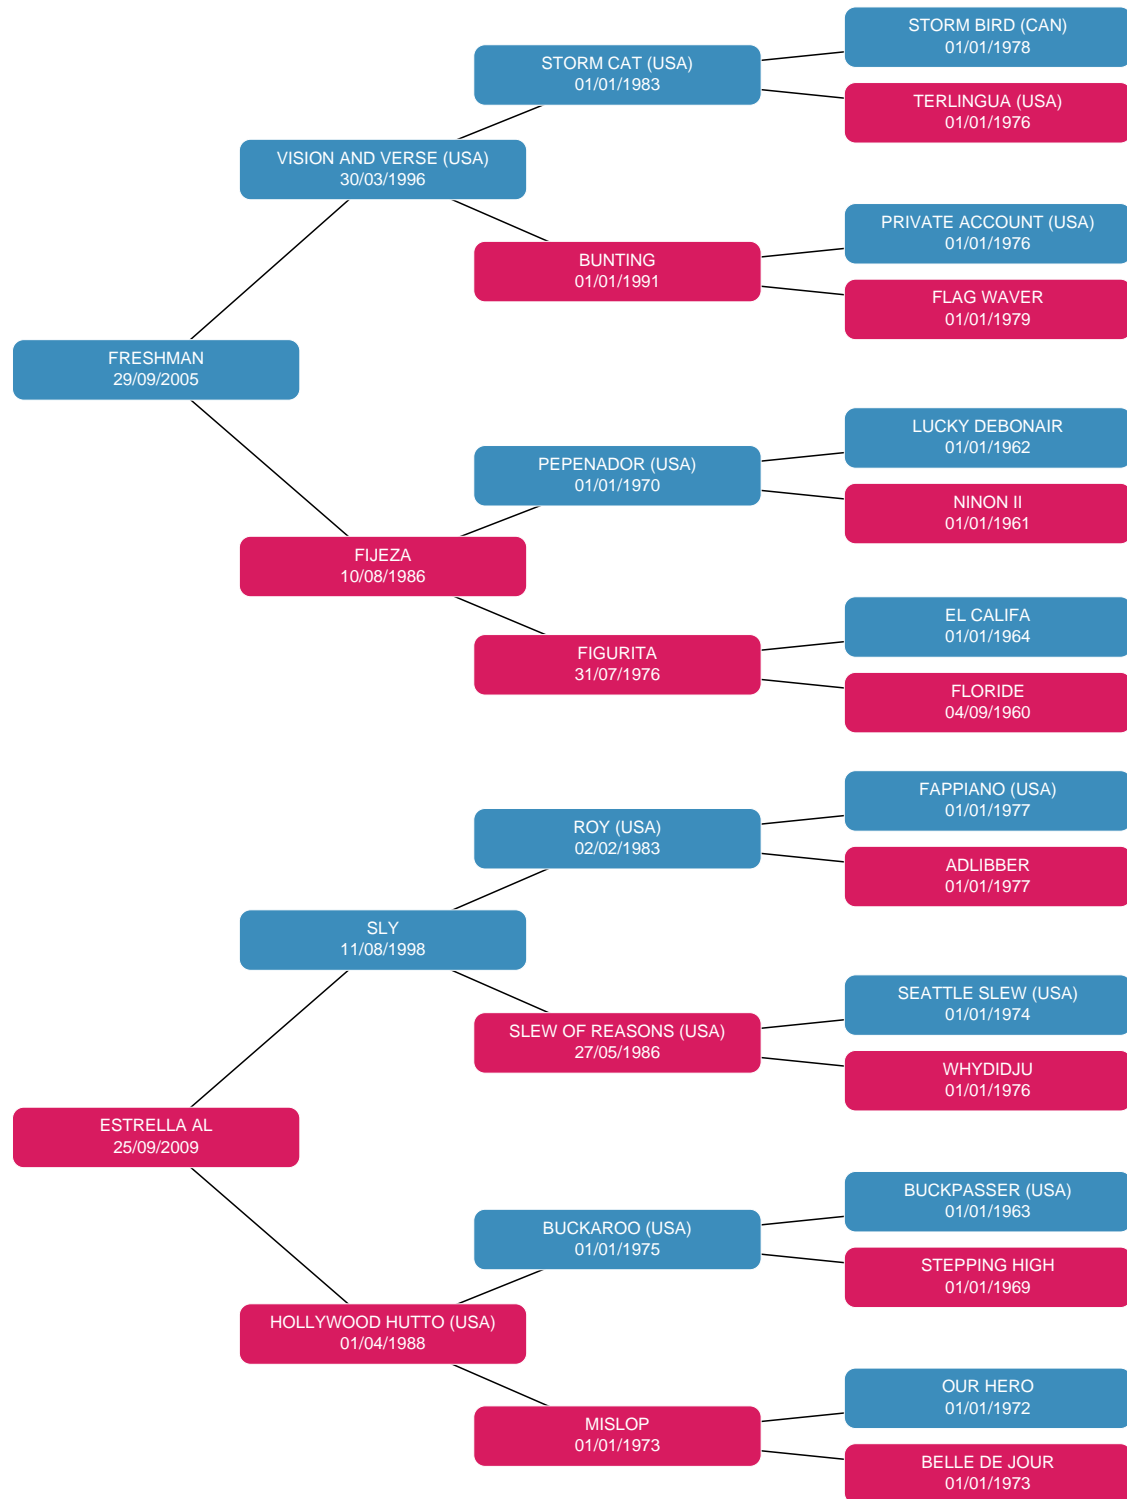 STORM BIRD (CAN)
01/01/1978
STORM CAT (USA)
01/01/1983
TERLINGUA (USA)
01/01/1976
VISION AND VERSE (USA)
30/03/1996
PRIVATE ACCOUNT (USA)
01/01/1976
BUNTING
01/01/1991
FLAG WAVER
01/01/1979
FRESHMAN
29/09/2005
LUCKY DEBONAIR
01/01/1962
PEPENADOR (USA)
01/01/1970
NINON II
01/01/1961
FIJEZA
10/08/1986
EL CALIFA
01/01/1964
FIGURITA
31/07/1976
FLORIDE
04/09/1960
FAPPIANO (USA)
01/01/1977
ROY (USA)
02/02/1983
ADLIBBER
01/01/1977
SLY
11/08/1998
SEATTLE SLEW (USA)
01/01/1974
SLEW OF REASONS (USA)
27/05/1986
WHYDIDJU
01/01/1976
ESTRELLA AL
25/09/2009
BUCKPASSER (USA)
01/01/1963
BUCKAROO (USA)
01/01/1975
STEPPING HIGH
01/01/1969
HOLLYWOOD HUTTO (USA)
01/04/1988
OUR HERO
01/01/1972
MISLOP
01/01/1973
BELLE DE JOUR
01/01/1973